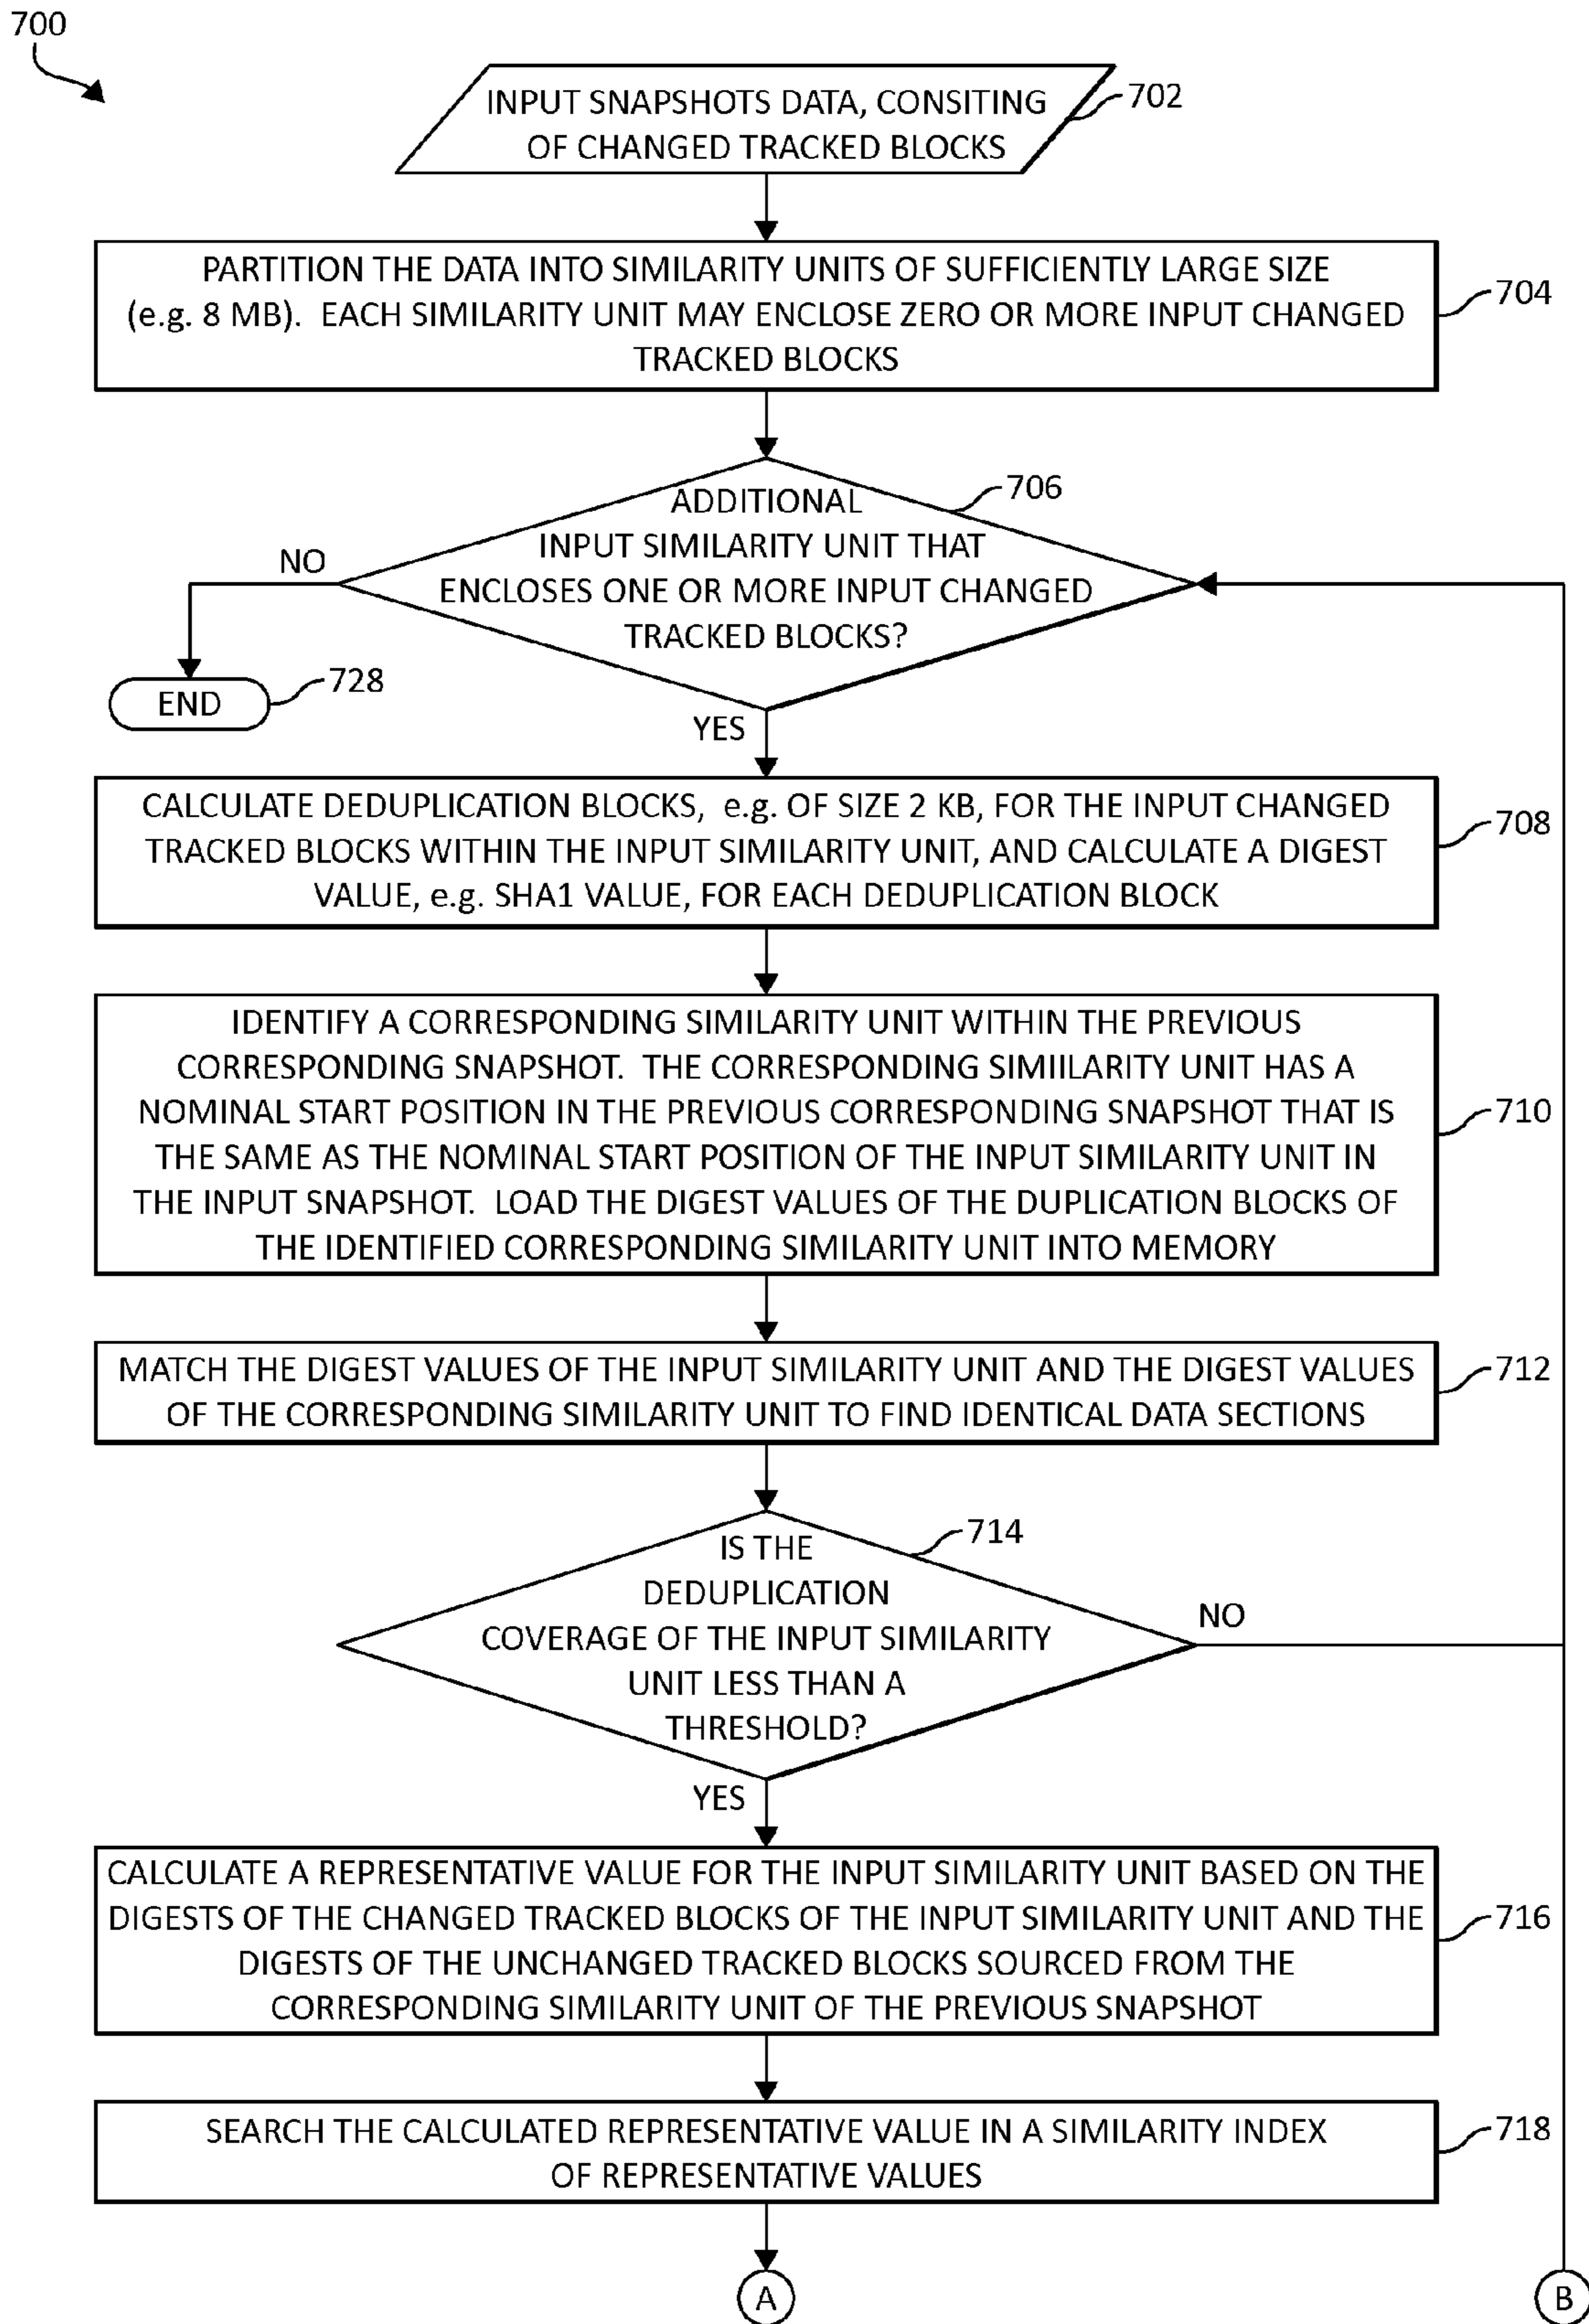 700
INPUT SNAPSHOTS DATA, CONSITING
OF CHANGED TRACKED BLOCKS
702
PARTITION THE DATA INTO SIMILARITY UNITS OF SUFFICIENTLY LARGE SIZE
(e.g. 8 MB). EACH SIMILARITY UNIT MAY ENCLOSE ZERO OR MORE INPUT CHANGED
TRACKED BLOCKS
704
ADDITIONAL
INPUT SIMILARITY UNIT THAT
ENCLOSES ONE OR MORE INPUT CHANGED
TRACKED BLOCKS?
706
NO
END
728
YES
CALCULATE DEDUPLICATION BLOCKS, e.g. OF SIZE 2 KB, FOR THE INPUT CHANGED
TRACKED BLOCKS WITHIN THE INPUT SIMILARITY UNIT, AND CALCULATE A DIGEST
VALUE, e.g. SHA1 VALUE, FOR EACH DEDUPLICATION BLOCK
708
IDENTIFY A CORRESPONDING SIMILARITY UNIT WITHIN THE PREVIOUS
CORRESPONDING SNAPSHOT. THE CORRESPONDING SIMIILARITY UNIT HAS A
NOMINAL START POSITION IN THE PREVIOUS CORRESPONDING SNAPSHOT THAT IS
THE SAME AS THE NOMINAL START POSITION OF THE INPUT SIMILARITY UNIT IN
THE INPUT SNAPSHOT. LOAD THE DIGEST VALUES OF THE DUPLICATION BLOCKS OF
THE IDENTIFIED CORRESPONDING SIMILARITY UNIT INTO MEMORY
710
MATCH THE DIGEST VALUES OF THE INPUT SIMILARITY UNIT AND THE DIGEST VALUES
OF THE CORRESPONDING SIMILARITY UNIT TO FIND IDENTICAL DATA SECTIONS
712
IS THE
DEDUPLICATION
COVERAGE OF THE INPUT SIMILARITY
UNIT LESS THAN A
THRESHOLD?
714
NO
YES
CALCULATE A REPRESENTATIVE VALUE FOR THE INPUT SIMILARITY UNIT BASED ON THE
DIGESTS OF THE CHANGED TRACKED BLOCKS OF THE INPUT SIMILARITY UNIT AND THE
DIGESTS OF THE UNCHANGED TRACKED BLOCKS SOURCED FROM THE
CORRESPONDING SIMILARITY UNIT OF THE PREVIOUS SNAPSHOT
716
SEARCH THE CALCULATED REPRESENTATIVE VALUE IN A SIMILARITY INDEX
OF REPRESENTATIVE VALUES
718
A
B